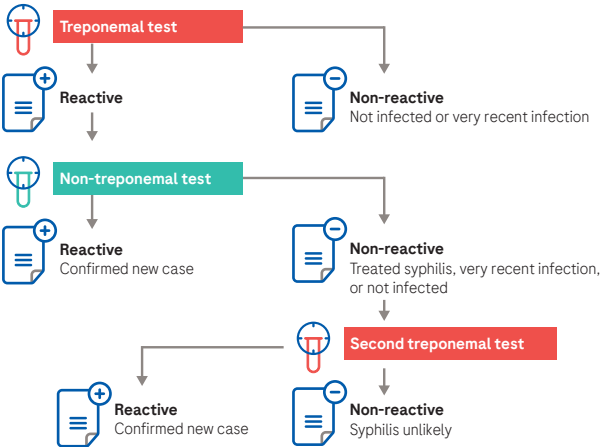 Treponemal test
Reactive
Non-reactive
Not infected or very recent infection
Non-treponemal test
Reactive
Confirmed new case
Non-reactive
Treated syphilis, very recent infection,
or not infected
Second treponemal test
Reactive
Confirmed new case
Non-reactive
Syphilis unlikely